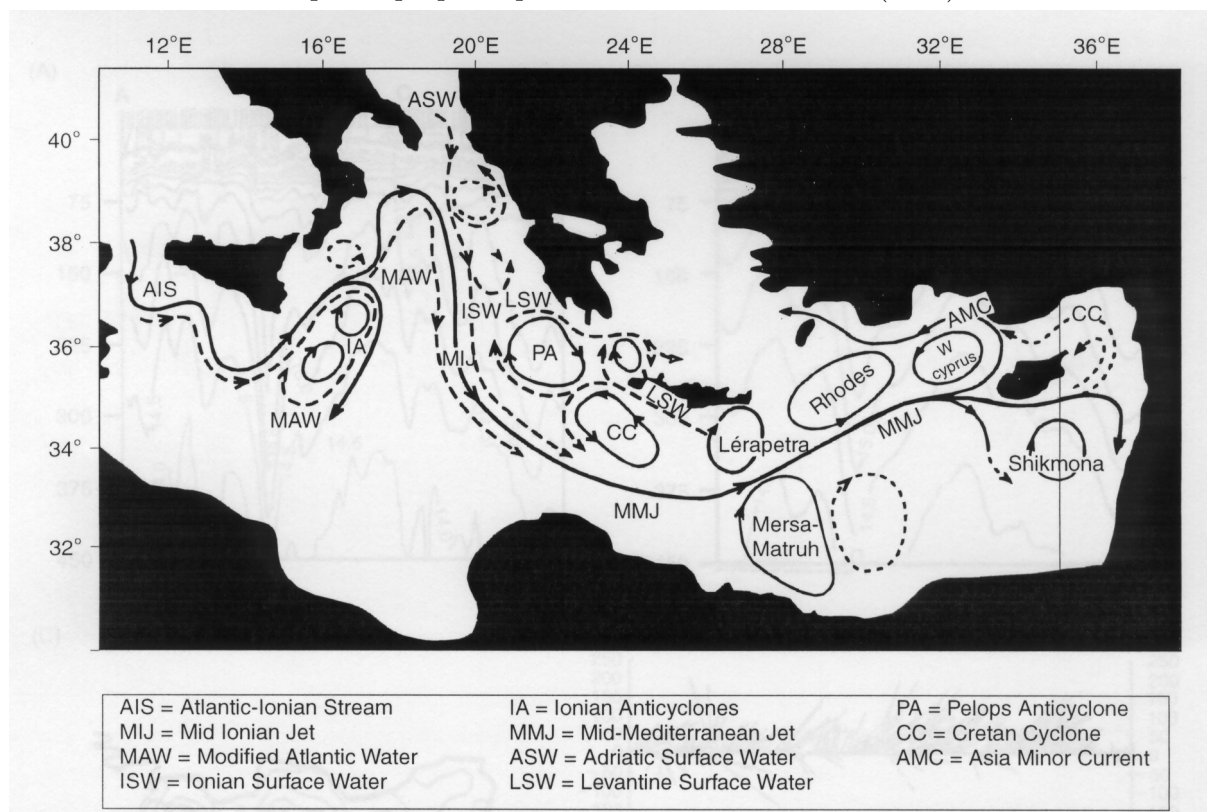 12°E 16°E 20°E 24°E 28°E 32°E 36°E
40°
38°
36°
34°
32°
ASW
AIS
MAW
ISW
LSW
AMC
CC
IA
MIJ
PA
W
cyprus
Rhodes
MAW
LSW
MMJ
CC
Lérapetra
Shikmona
MMJ
Mersa-
Matruh
AIS = Atlantic-Ionian Stream
MIJ = Mid Ionian Jet
MAW = Modified Atlantic Water
ISW = Ionian Surface Water
IA = Ionian Anticyclones
MMJ = Mid-Mediterranean Jet
ASW = Adriatic Surface Water
LSW = Levantine Surface Water
PA = Pelops Anticyclone
CC = Cretan Cyclone
AMC = Asia Minor Current